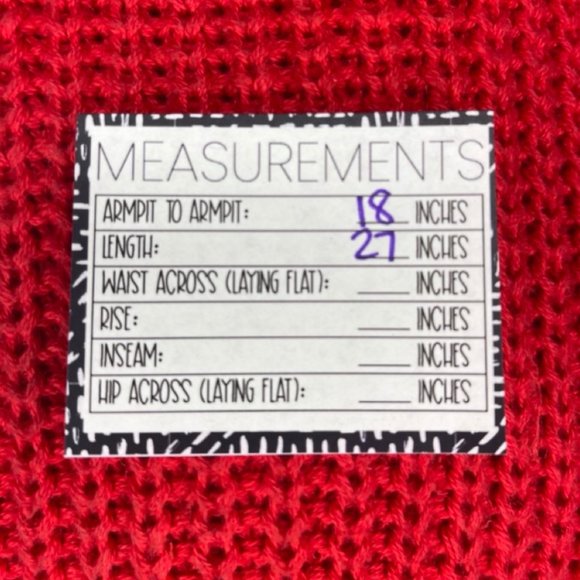 MEASUREMENTS
ARMPIT TO ARMPIT: 18 INCHES
LENGTH: 27 INCHES
WAIST ACROSS (LAYING FLAT): ____ INCHES
RISE: ____ INCHES
INSEAM: ____ INCHES
HIP ACROSS (LAYING FLAT): ____ INCHES